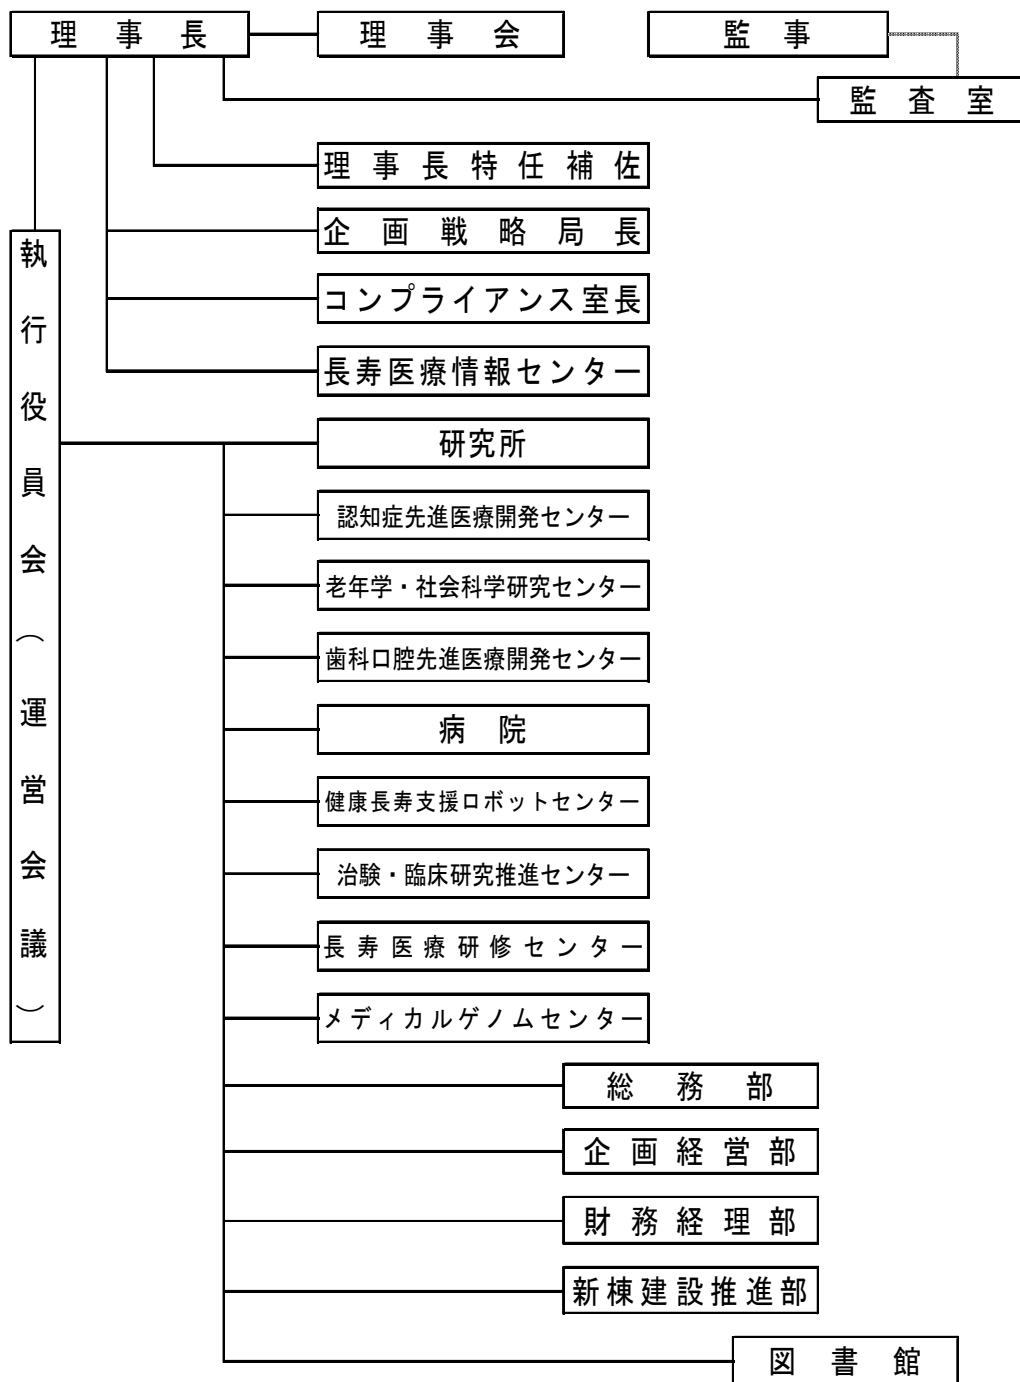 理事長
理事会
監事
監査室
理事長特任補佐
企画戦略局長
コンプライアンス室長
長寿医療情報センター
執行役員会(運営会議)
研究所
認知症先進医療開発センター
老年学・社会科学研究センター
歯科口腔先進医療開発センター
病院
健康長寿支援ロボットセンター
治験・臨床研究推進センター
長寿医療研修センター
メディカルゲノムセンター
総務部
企画経営部
財務経理部
新棟建設推進部
図書館